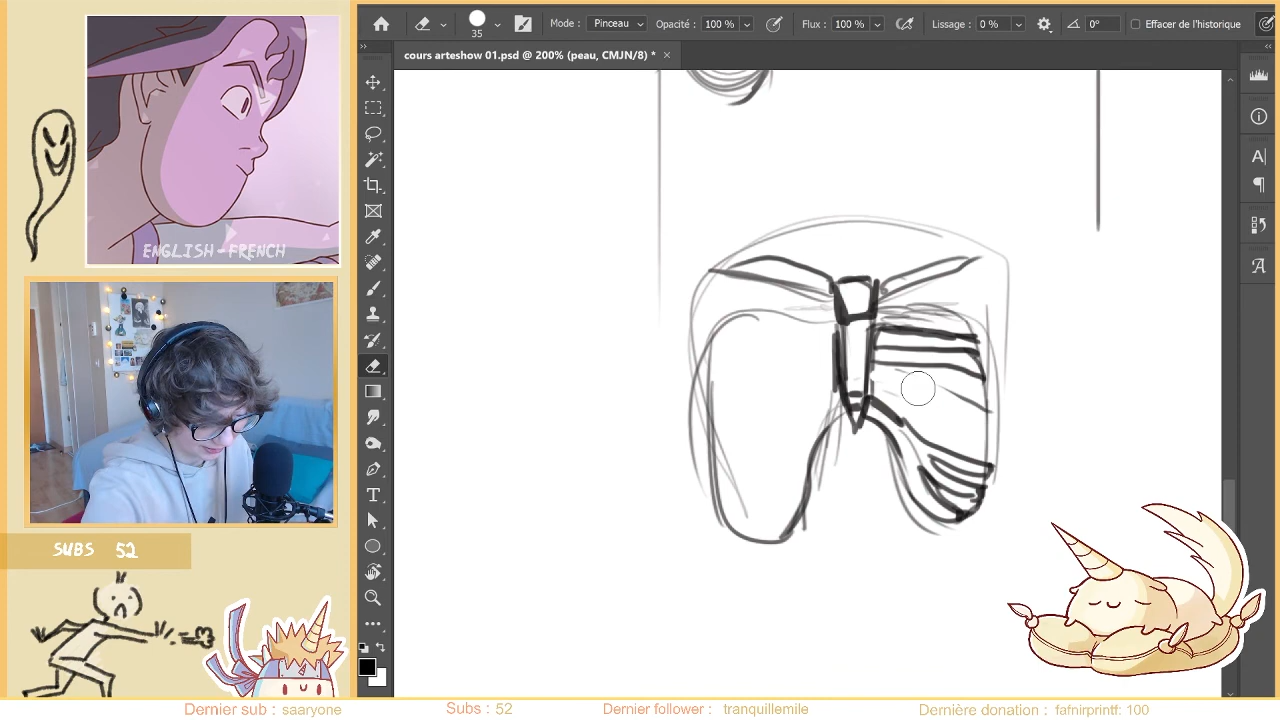 35
Mode : Pinceau
Opacité : 100 %
Flux : 100 %
Lissage : 0 %
0°
Effacer de l'historique
cours arteshow 01.psd @ 200% (peau, CMJN/8) * ×
ENGLISH-FRENCH
SUBS 52
Dernier sub : saaryone
Subs : 52
Dernier follower : tranquillemile
Dernière donation : fafnirprintf: 100